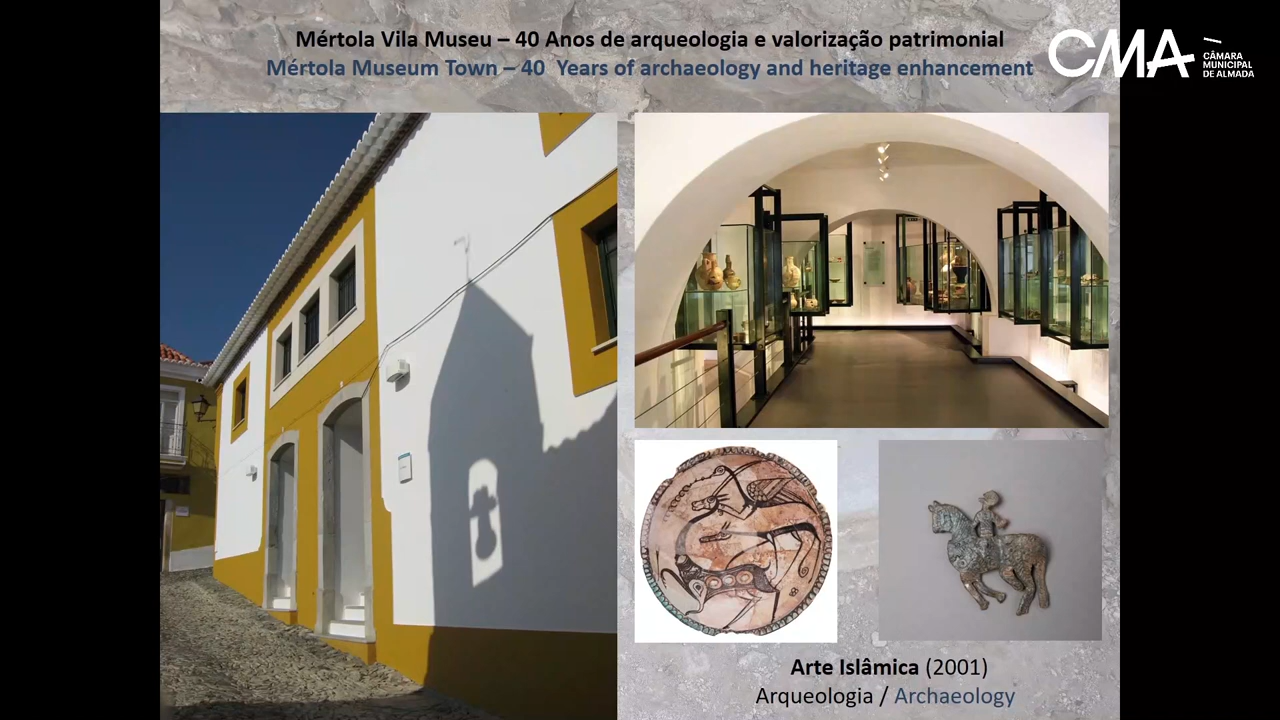 Mértola Vila Museu – 40 Anos de arqueologia e valorização patrimonial
Mértola Museum Town – 40 Years of archaeology and heritage enhancement
CMA
CÂMARA
MUNICIPAL
DE ALMADA
Arte Islâmica (2001)
Arqueologia / Archaeology